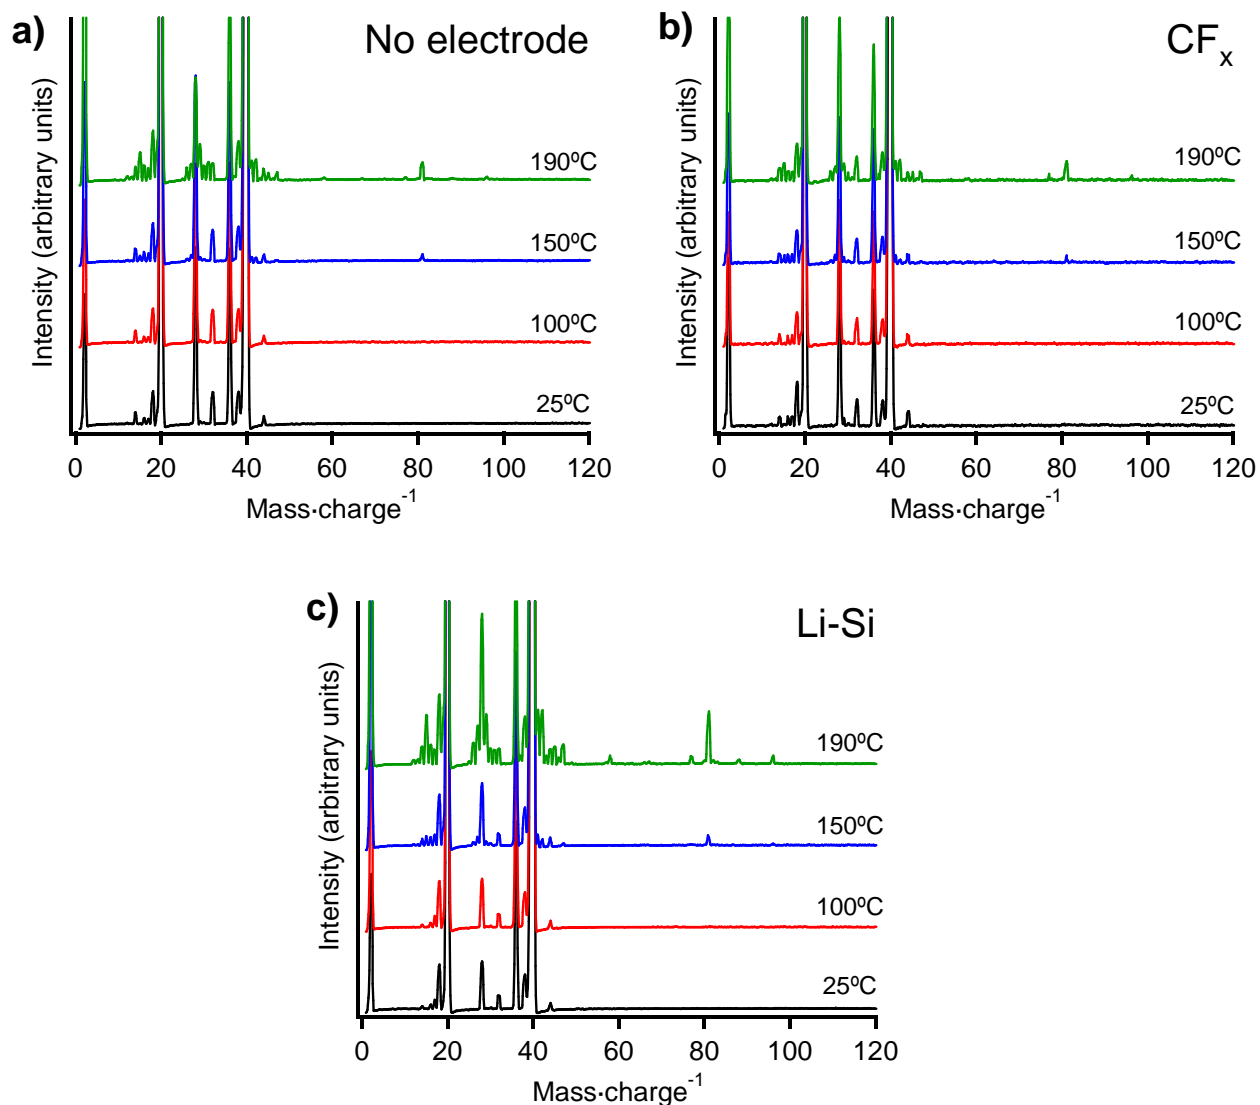 a)
No electrode
Intensity (arbitrary units)
190ºC
150ºC
100ºC
25ºC
0 20 40 60 80 100 120
Mass·charge-1
b)
CFx
Intensity (arbitrary units)
190ºC
150ºC
100ºC
25ºC
0 20 40 60 80 100 120
Mass·charge-1
c)
Li-Si
Intensity (arbitrary units)
190ºC
150ºC
100ºC
25ºC
0 20 40 60 80 100 120
Mass·charge-1